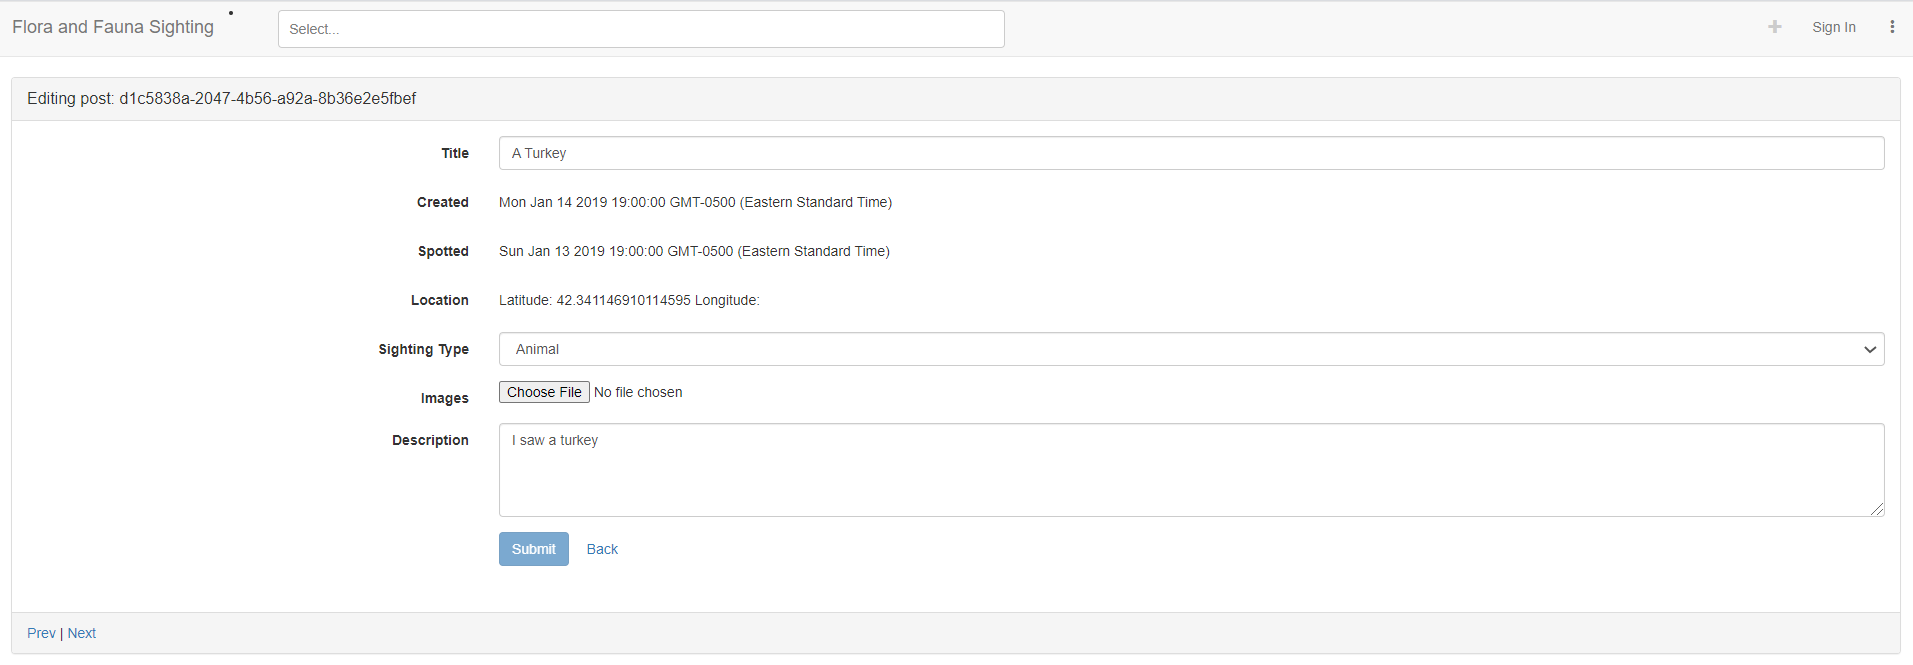 Flora and Fauna Sighting
Select...
Sign In
Editing post: d1c5838a-2047-4b56-a92a-8b36e2e5fbef
Title A Turkey
Created Mon Jan 14 2019 19:00:00 GMT-0500 (Eastern Standard Time)
Spotted Sun Jan 13 2019 19:00:00 GMT-0500 (Eastern Standard Time)
Location Latitude: 42.341146910114595 Longitude:
Sighting Type Animal
Images Choose File No file chosen
Description I saw a turkey
Submit Back
Prev | Next